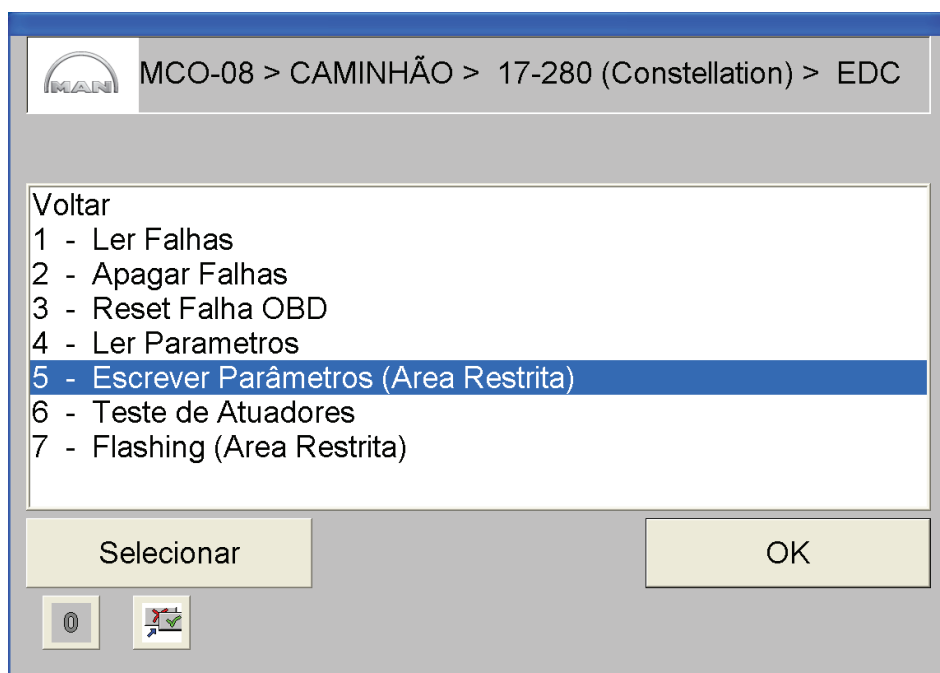 MAN
MCO-08 > CAMINHÃO > 17-280 (Constellation) > EDC
Voltar
1 - Ler Falhas
2 - Apagar Falhas
3 - Reset Falha OBD
4 - Ler Parametros
5 - Escrever Parâmetros (Area Restrita)
6 - Teste de Atuadores
7 - Flashing (Area Restrita)
Selecionar
OK
0